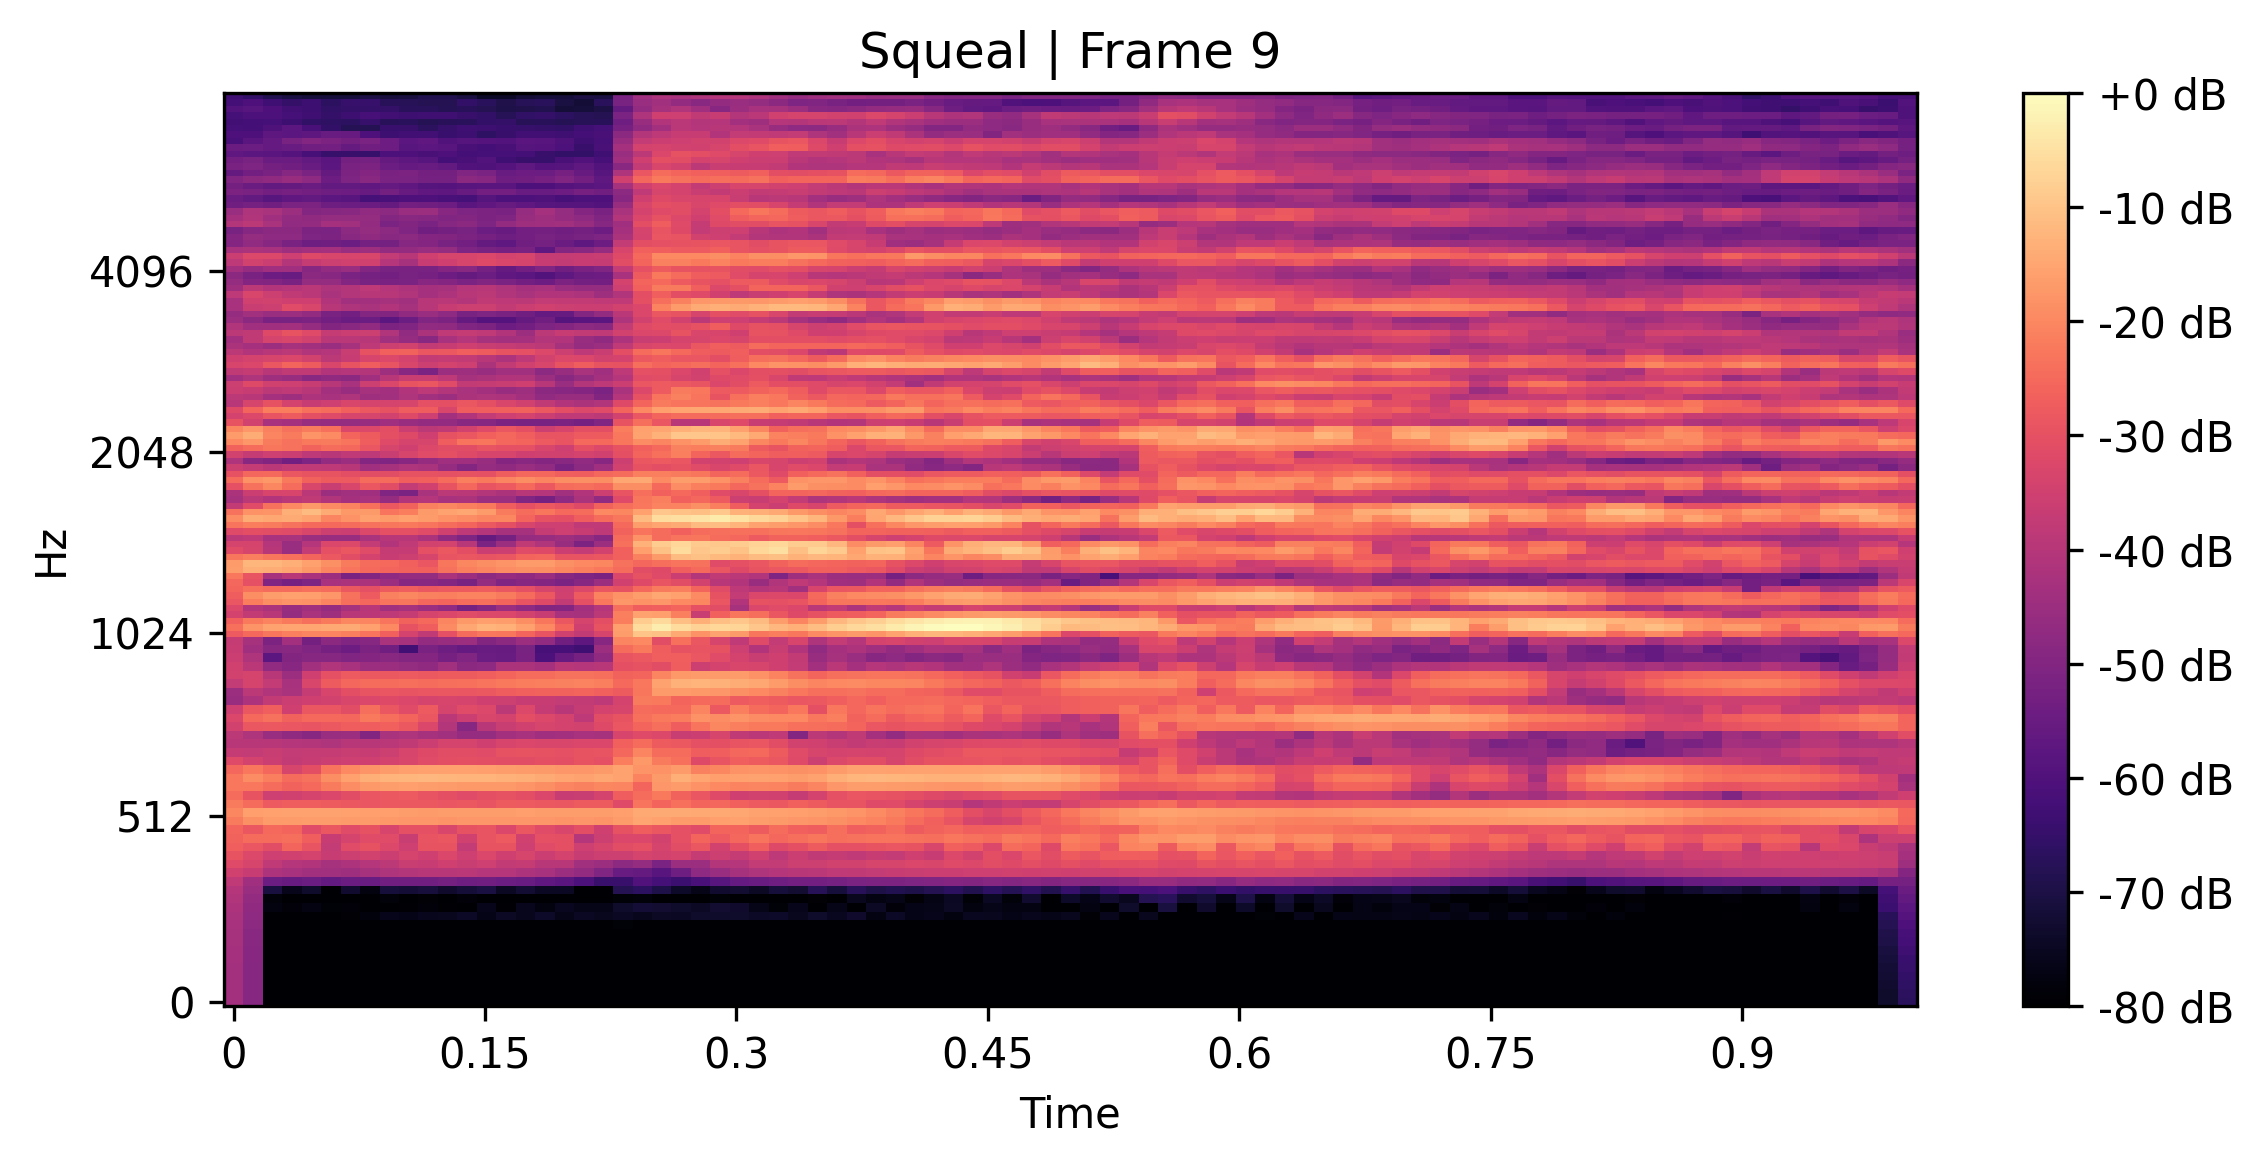 Squeal | Frame 9
+0 dB
-10 dB
-20 dB
-30 dB
-40 dB
-50 dB
-60 dB
-70 dB
-80 dB
4096
2048
1024
512
0
Hz
0 0.15 0.3 0.45 0.6 0.75 0.9
Time